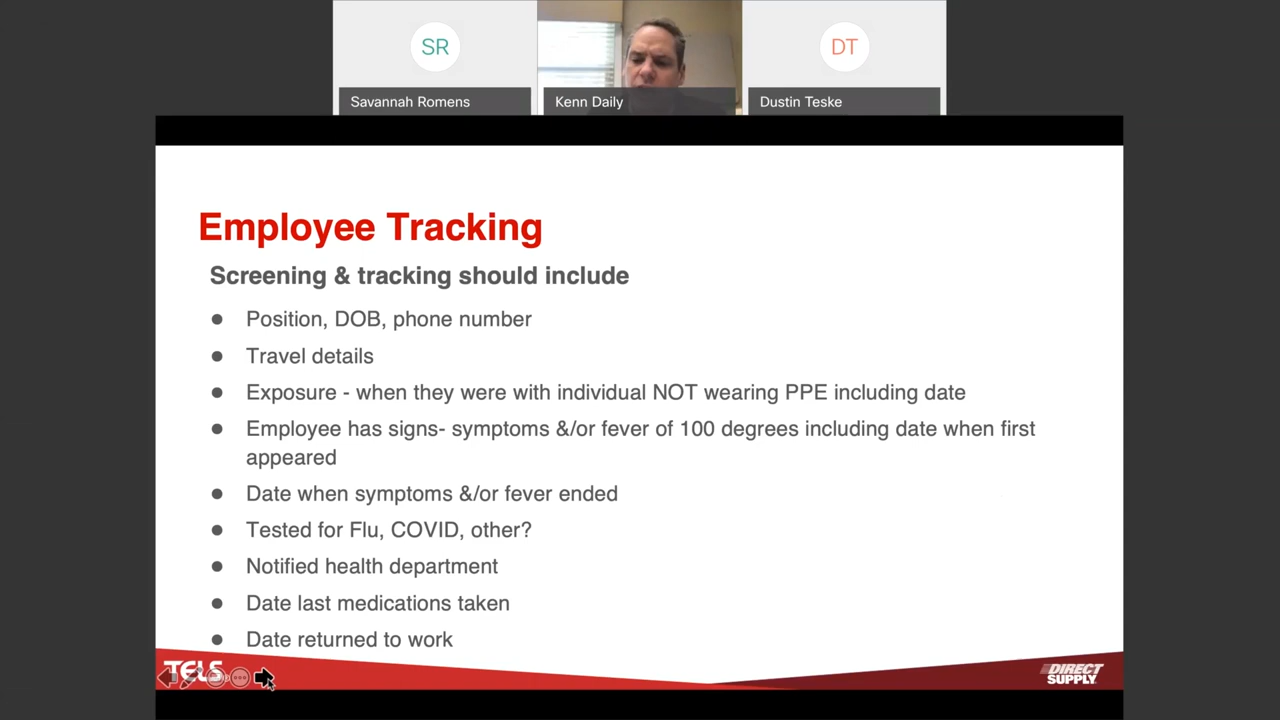 SR
DT
Savannah Romens
Kenn Daily
Dustin Teske
Employee Tracking
Screening & tracking should include
● Position, DOB, phone number
● Travel details
● Exposure - when they were with individual NOT wearing PPE including date
● Employee has signs- symptoms &/or fever of 100 degrees including date when first
appeared
● Date when symptoms &/or fever ended
● Tested for Flu, COVID, other?
● Notified health department
● Date last medications taken
● Date returned to work
TELS
DIRECT
SUPPLY